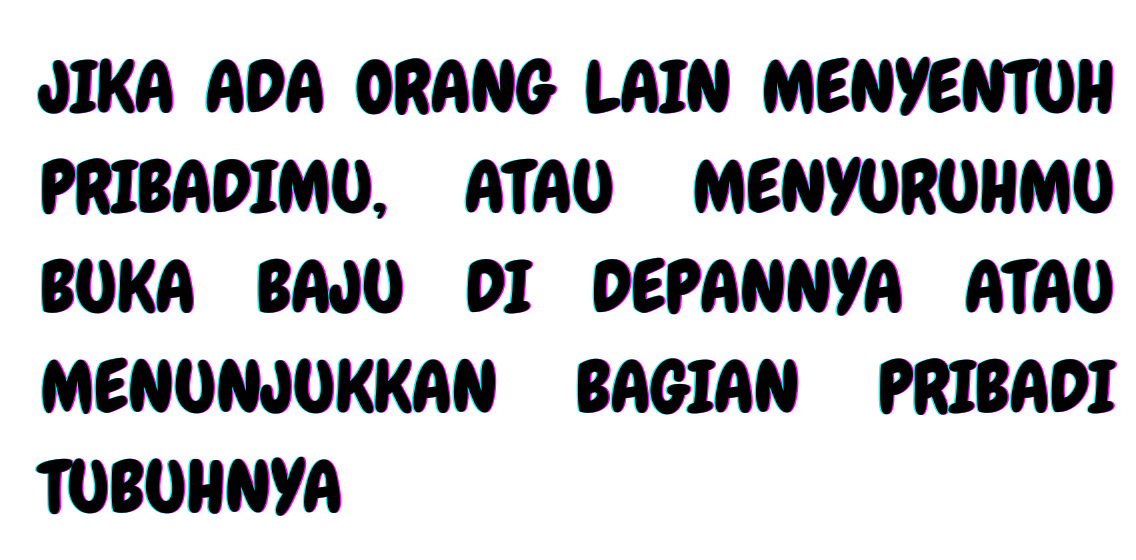 JIKA ADA ORANG LAIN MENYENTUH
PRIBADIMU, ATAU MENYURUHMU
BUKA BAJU DI DEPANNYA ATAU
MENUNJUKKAN BAGIAN PRIBADI
TUBUHNYA